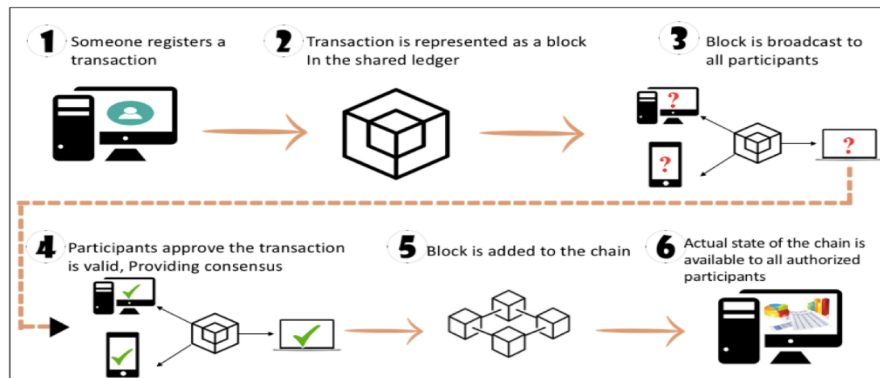 1 Someone registers a
transaction
2 Transaction is represented as a block
In the shared ledger
3 Block is broadcast to
all participants
?
?
?
4 Participants approve the transaction
is valid, Providing consensus
5 Block is added to the chain
6 Actual state of the chain is
available to all authorized
participants